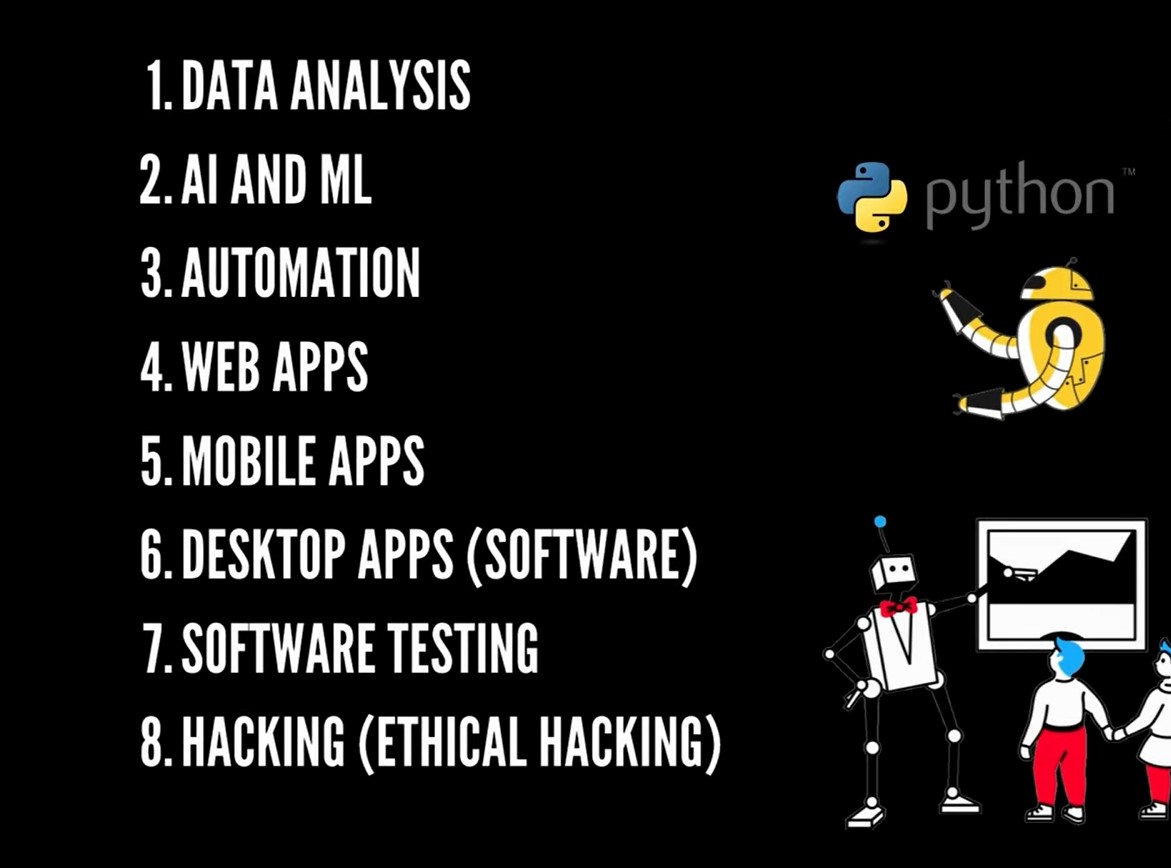 1. DATA ANALYSIS
2. AI AND ML
3. AUTOMATION
4. WEB APPS
5. MOBILE APPS
6. DESKTOP APPS (SOFTWARE)
7. SOFTWARE TESTING
8. HACKING (ETHICAL HACKING)
python™
V